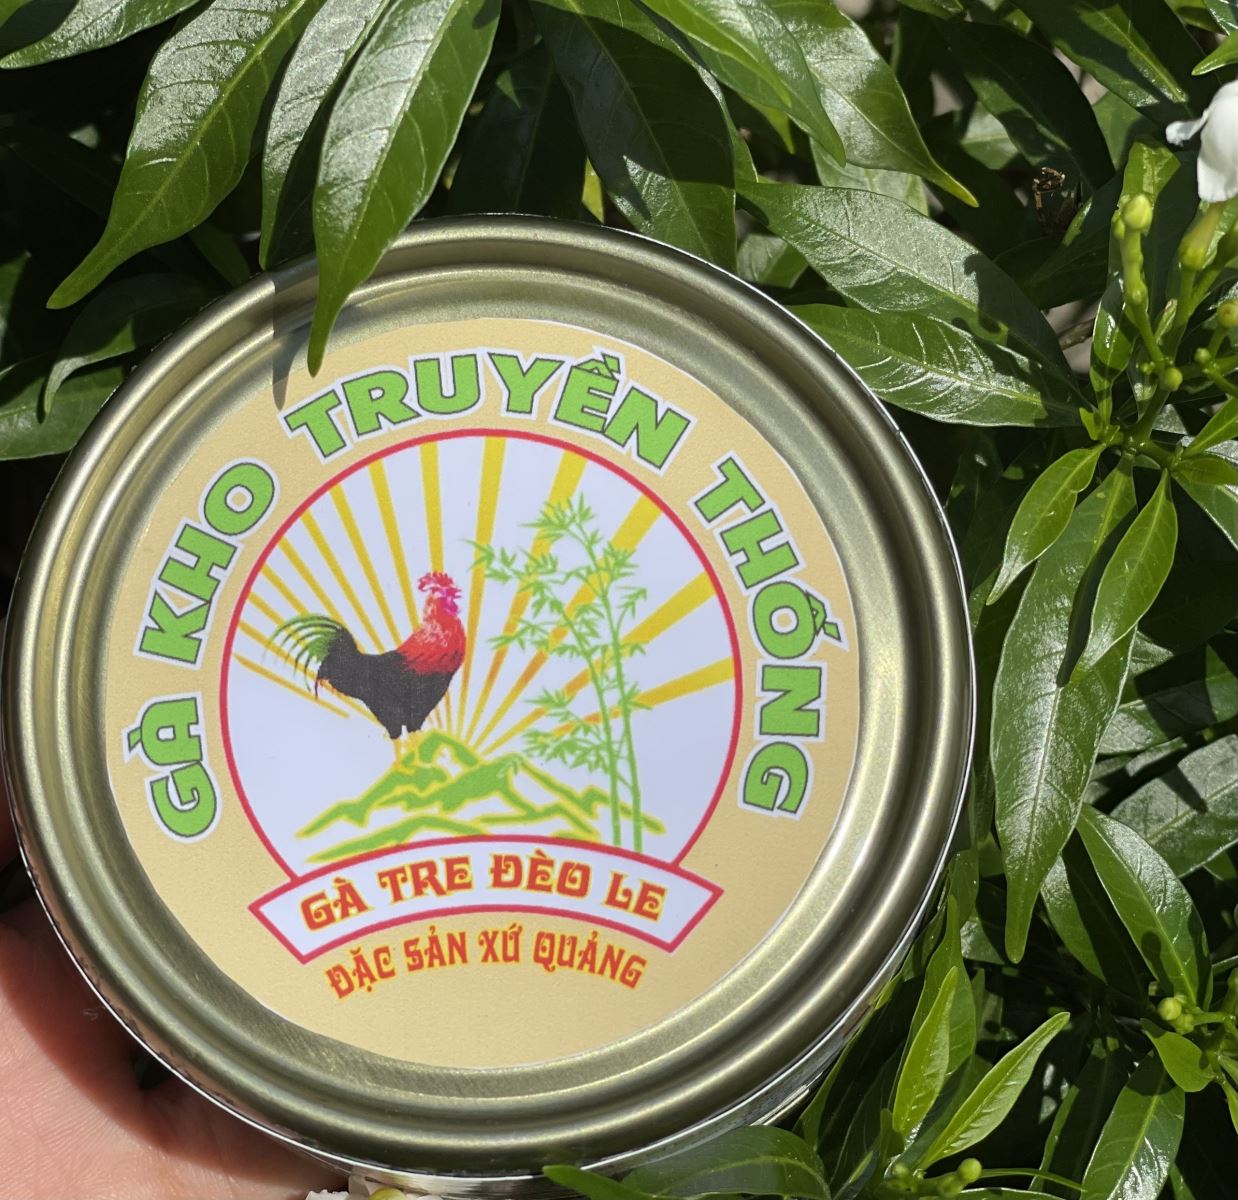 GÀ KHO TRUYỀN THỐNG
GÀ TRE ĐÈO LE
ĐẶC SẢN XỨ QUẢNG